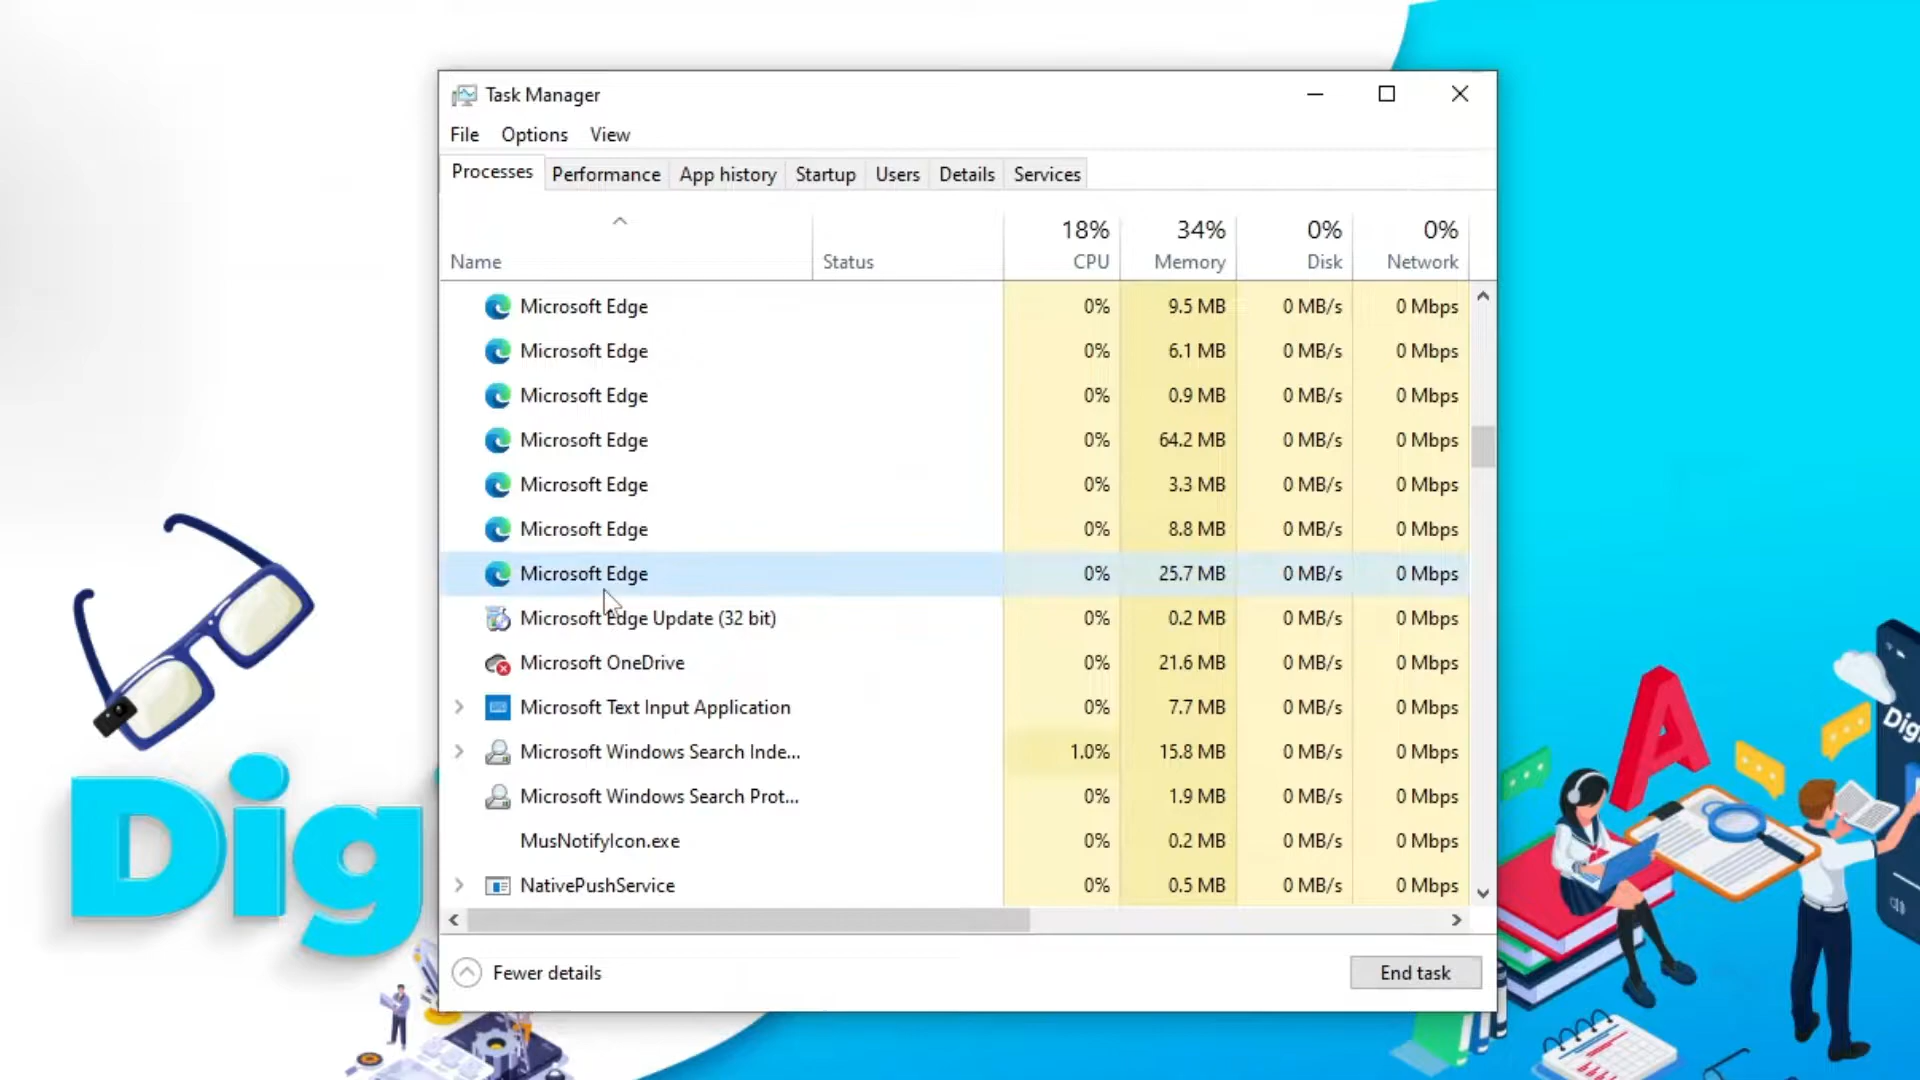 Task Manager
File Options View
Processes Performance App history Startup Users Details Services
18% 34% 0% 0%
Name Status CPU Memory Disk Network
Microsoft Edge 0% 9.5 MB 0 MB/s 0 Mbps
Microsoft Edge 0% 6.1 MB 0 MB/s 0 Mbps
Microsoft Edge 0% 0.9 MB 0 MB/s 0 Mbps
Microsoft Edge 0% 64.2 MB 0 MB/s 0 Mbps
Microsoft Edge 0% 3.3 MB 0 MB/s 0 Mbps
Microsoft Edge 0% 8.8 MB 0 MB/s 0 Mbps
Microsoft Edge 0% 25.7 MB 0 MB/s 0 Mbps
Microsoft Edge Update (32 bit) 0% 0.2 MB 0 MB/s 0 Mbps
Microsoft OneDrive 0% 21.6 MB 0 MB/s 0 Mbps
Microsoft Text Input Application 0% 7.7 MB 0 MB/s 0 Mbps
Microsoft Windows Search Inde... 1.0% 15.8 MB 0 MB/s 0 Mbps
Microsoft Windows Search Prot... 0% 1.9 MB 0 MB/s 0 Mbps
MusNotifyIcon.exe 0% 0.2 MB 0 MB/s 0 Mbps
NativePushService 0% 0.5 MB 0 MB/s 0 Mbps
Fewer details End task
Dig
A
Dig